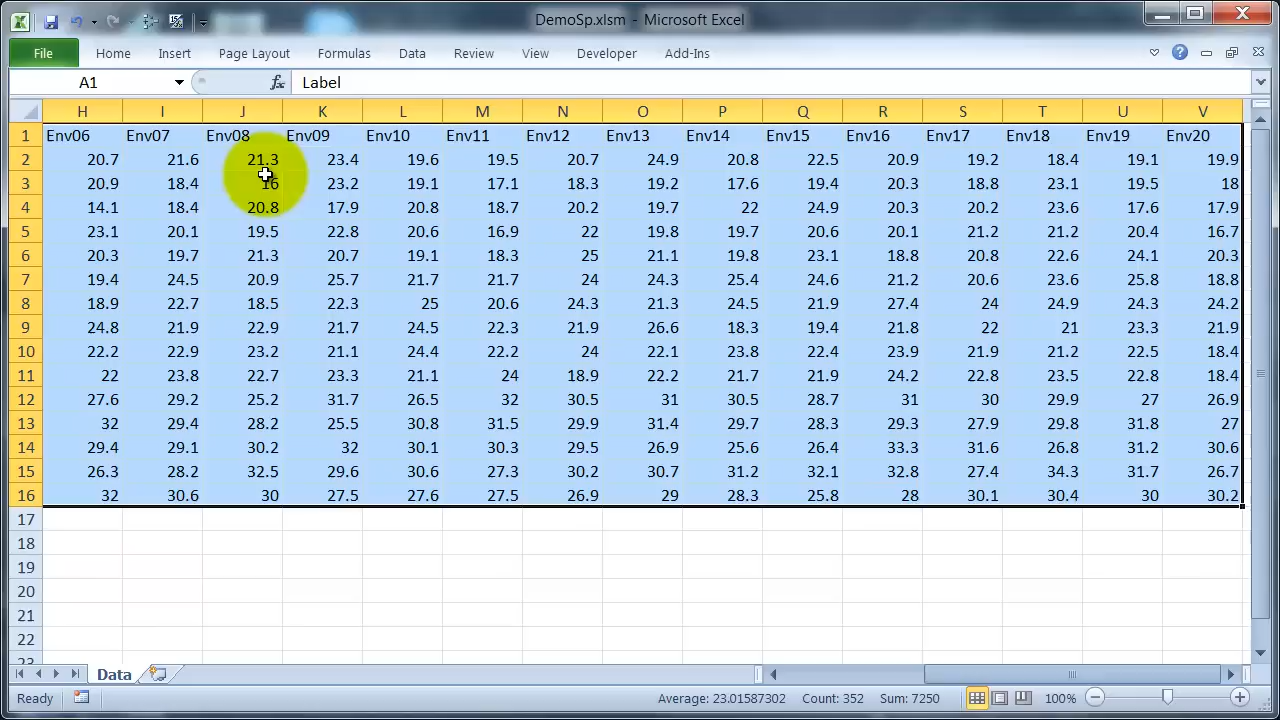 DemoSp.xlsm - Microsoft Excel
File Home Insert Page Layout Formulas Data Review View Developer Add-Ins
A1 fx Label
H I J K L M N O P Q R S T U V
1 Env06 Env07 Env08 Env09 Env10 Env11 Env12 Env13 Env14 Env15 Env16 Env17 Env18 Env19 Env20
2 20.7 21.6 21.3 23.4 19.6 19.5 20.7 24.9 20.8 22.5 20.9 19.2 18.4 19.1 19.9
3 20.9 18.4 16 23.2 19.1 17.1 18.3 19.2 17.6 19.4 20.3 18.8 23.1 19.5 18
4 14.1 18.4 20.8 17.9 20.8 18.7 20.2 19.7 22 24.9 20.3 20.2 23.6 17.6 17.9
5 23.1 20.1 19.5 22.8 20.6 16.9 22 19.8 19.7 20.6 20.1 21.2 21.2 20.4 16.7
6 20.3 19.7 21.3 20.7 19.1 18.3 25 21.1 19.8 23.1 18.8 20.8 22.6 24.1 20.3
7 19.4 24.5 20.9 25.7 21.7 21.7 24 24.3 25.4 24.6 21.2 20.6 23.6 25.8 18.8
8 18.9 22.7 18.5 22.3 25 20.6 24.3 21.3 24.5 21.9 27.4 24 24.9 24.3 24.2
9 24.8 21.9 22.9 21.7 24.5 22.3 21.9 26.6 18.3 19.4 21.8 22 21 23.3 21.9
10 22.2 22.9 23.2 21.1 24.4 22.2 24 22.1 23.8 22.4 23.9 21.9 21.2 22.5 18.4
11 22 23.8 22.7 23.3 21.1 24 18.9 22.2 21.7 21.9 24.2 22.8 23.5 22.8 18.4
12 27.6 29.2 25.2 31.7 26.5 32 30.5 31 30.5 28.7 31 30 29.9 27 26.9
13 32 29.4 28.2 25.5 30.8 31.5 29.9 31.4 29.7 28.3 29.3 27.9 29.8 31.8 27
14 29.4 29.1 30.2 32 30.1 30.3 29.5 26.9 25.6 26.4 33.3 31.6 26.8 31.2 30.6
15 26.3 28.2 32.5 29.6 30.6 27.3 30.2 30.7 31.2 32.1 32.8 27.4 34.3 31.7 26.7
16 32 30.6 30 27.5 27.6 27.5 26.9 29 28.3 25.8 28 30.1 30.4 30 30.2
17
18
19
20
21
22
23
Data
Ready Average: 23.01587302 Count: 352 Sum: 7250 100%